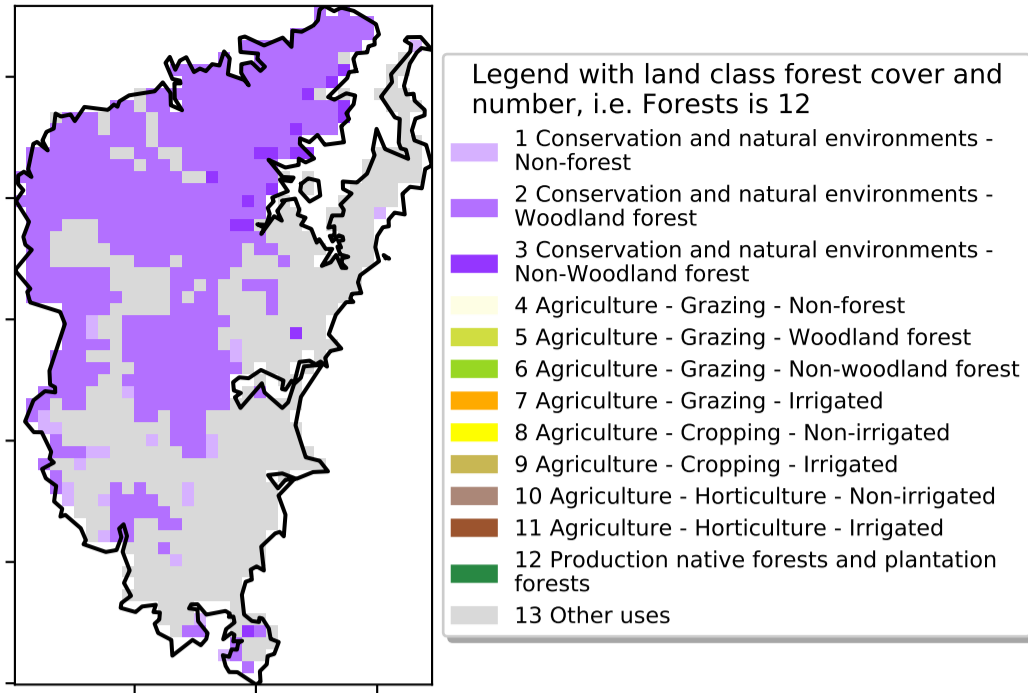 Legend with land class forest cover and
number, i.e. Forests is 12
1 Conservation and natural environments -
Non-forest
2 Conservation and natural environments -
Woodland forest
3 Conservation and natural environments -
Non-Woodland forest
4 Agriculture - Grazing - Non-forest
5 Agriculture - Grazing - Woodland forest
6 Agriculture - Grazing - Non-woodland forest
7 Agriculture - Grazing - Irrigated
8 Agriculture - Cropping - Non-irrigated
9 Agriculture - Cropping - Irrigated
10 Agriculture - Horticulture - Non-irrigated
11 Agriculture - Horticulture - Irrigated
12 Production native forests and plantation
forests
13 Other uses